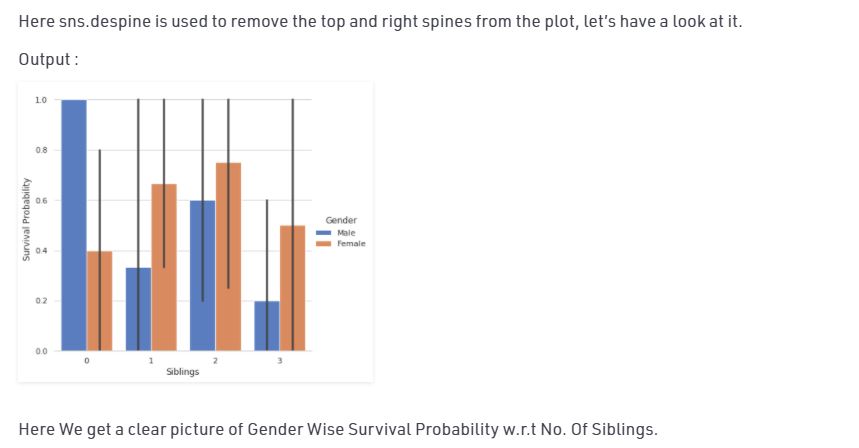 Here sns.despine is used to remove the top and right spines from the plot, let’s have a look at it.
Output :
1.0
0.8
0.6
0.4
0.2
0.0
Survival Probability
0 1 2 3
Siblings
Gender
Male
Female
Here We get a clear picture of Gender Wise Survival Probability w.r.t No. Of Siblings.